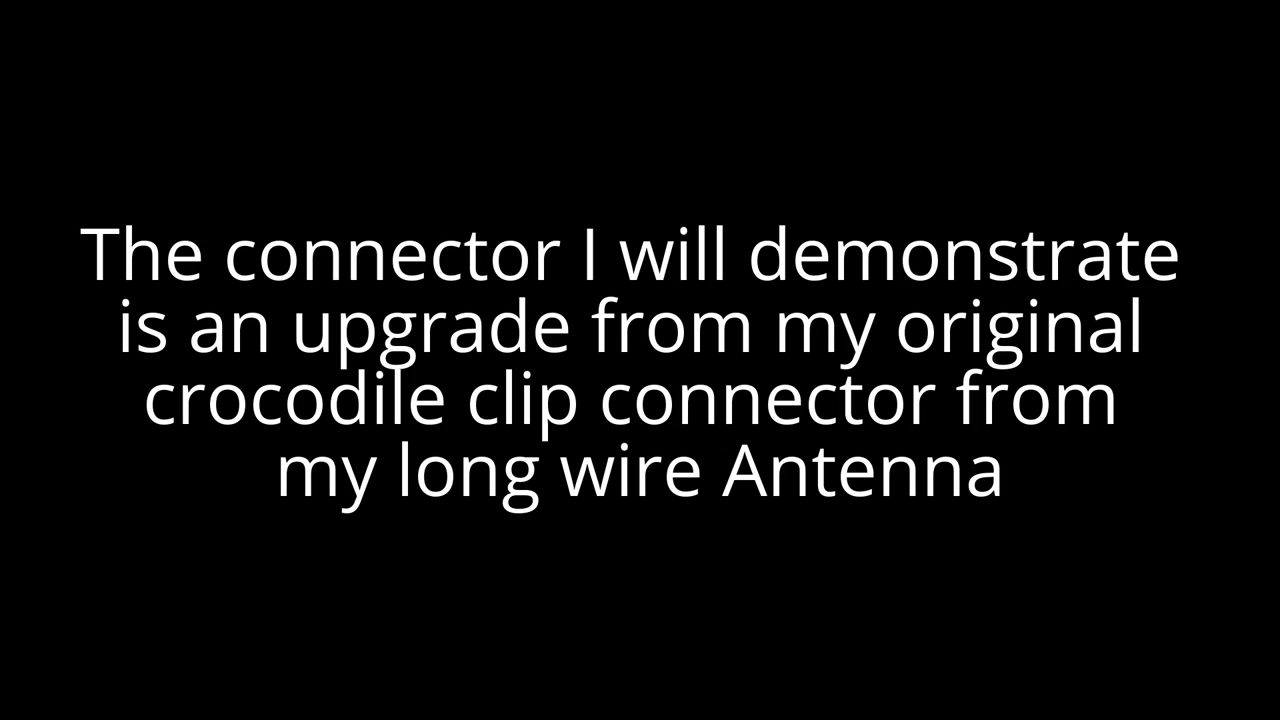 The connector I will demonstrate
is an upgrade from my original
crocodile clip connector from
my long wire Antenna